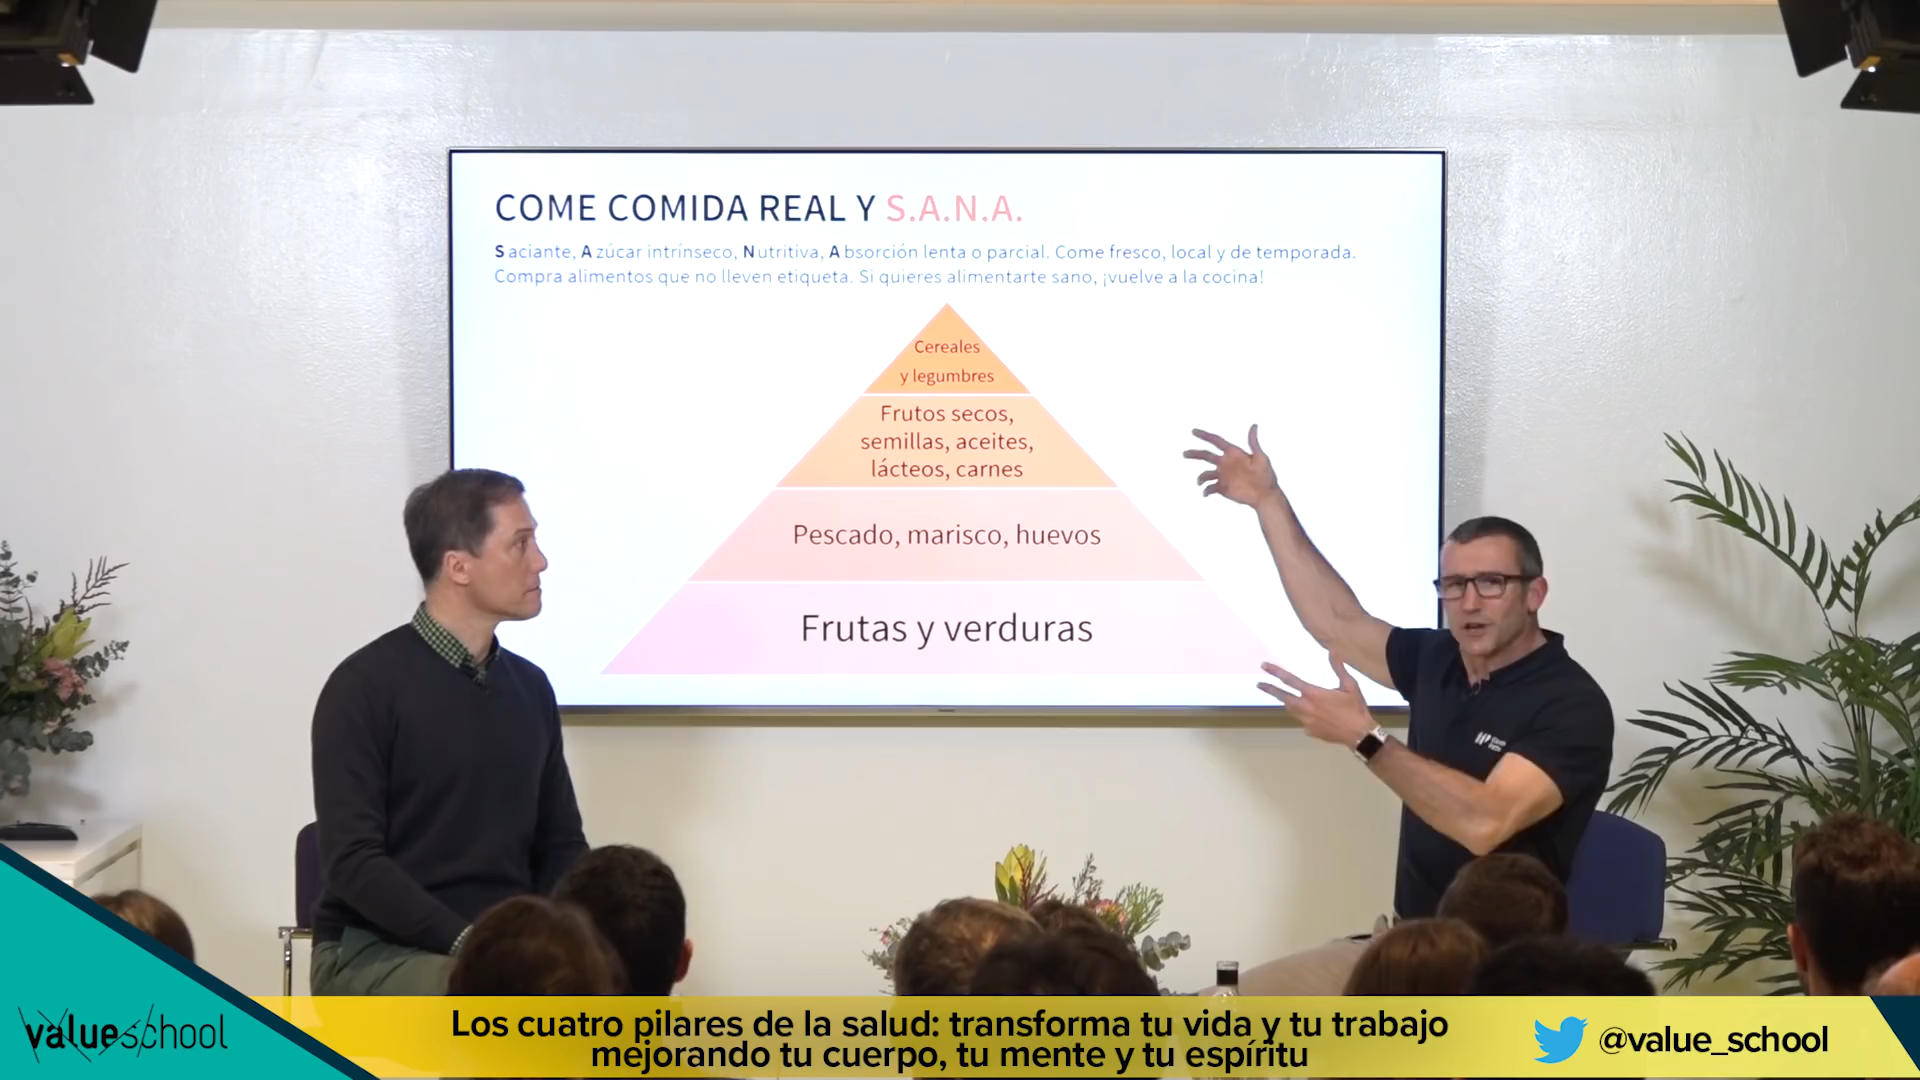 COME COMIDA REAL Y S.A.N.A.
Saciante, Azúcar intrínseco, Nutritiva, Absorción lenta o parcial. Come fresco, local y de temporada.
Compra alimentos que no lleven etiqueta. Si quieres alimentarte sano, ¡vuelve a la cocina!
Cereales
y legumbres
Frutos secos,
semillas, aceites,
lácteos, carnes
Pescado, marisco, huevos
Frutas y verduras
valueschool
Los cuatro pilares de la salud: transforma tu vida y tu trabajo
mejorando tu cuerpo, tu mente y tu espíritu
@value_school